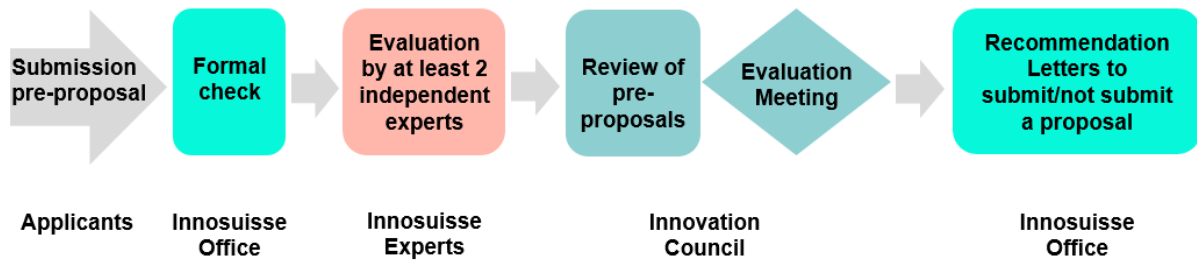 Submission
pre-proposal
Formal
check
Evaluation
by at least 2
independent
experts
Review of
pre-
proposals
Evaluation
Meeting
Recommendation
Letters to
submit/not submit
a proposal
Applicants
Innosuisse
Office
Innosuisse
Experts
Innovation
Council
Innosuisse
Office